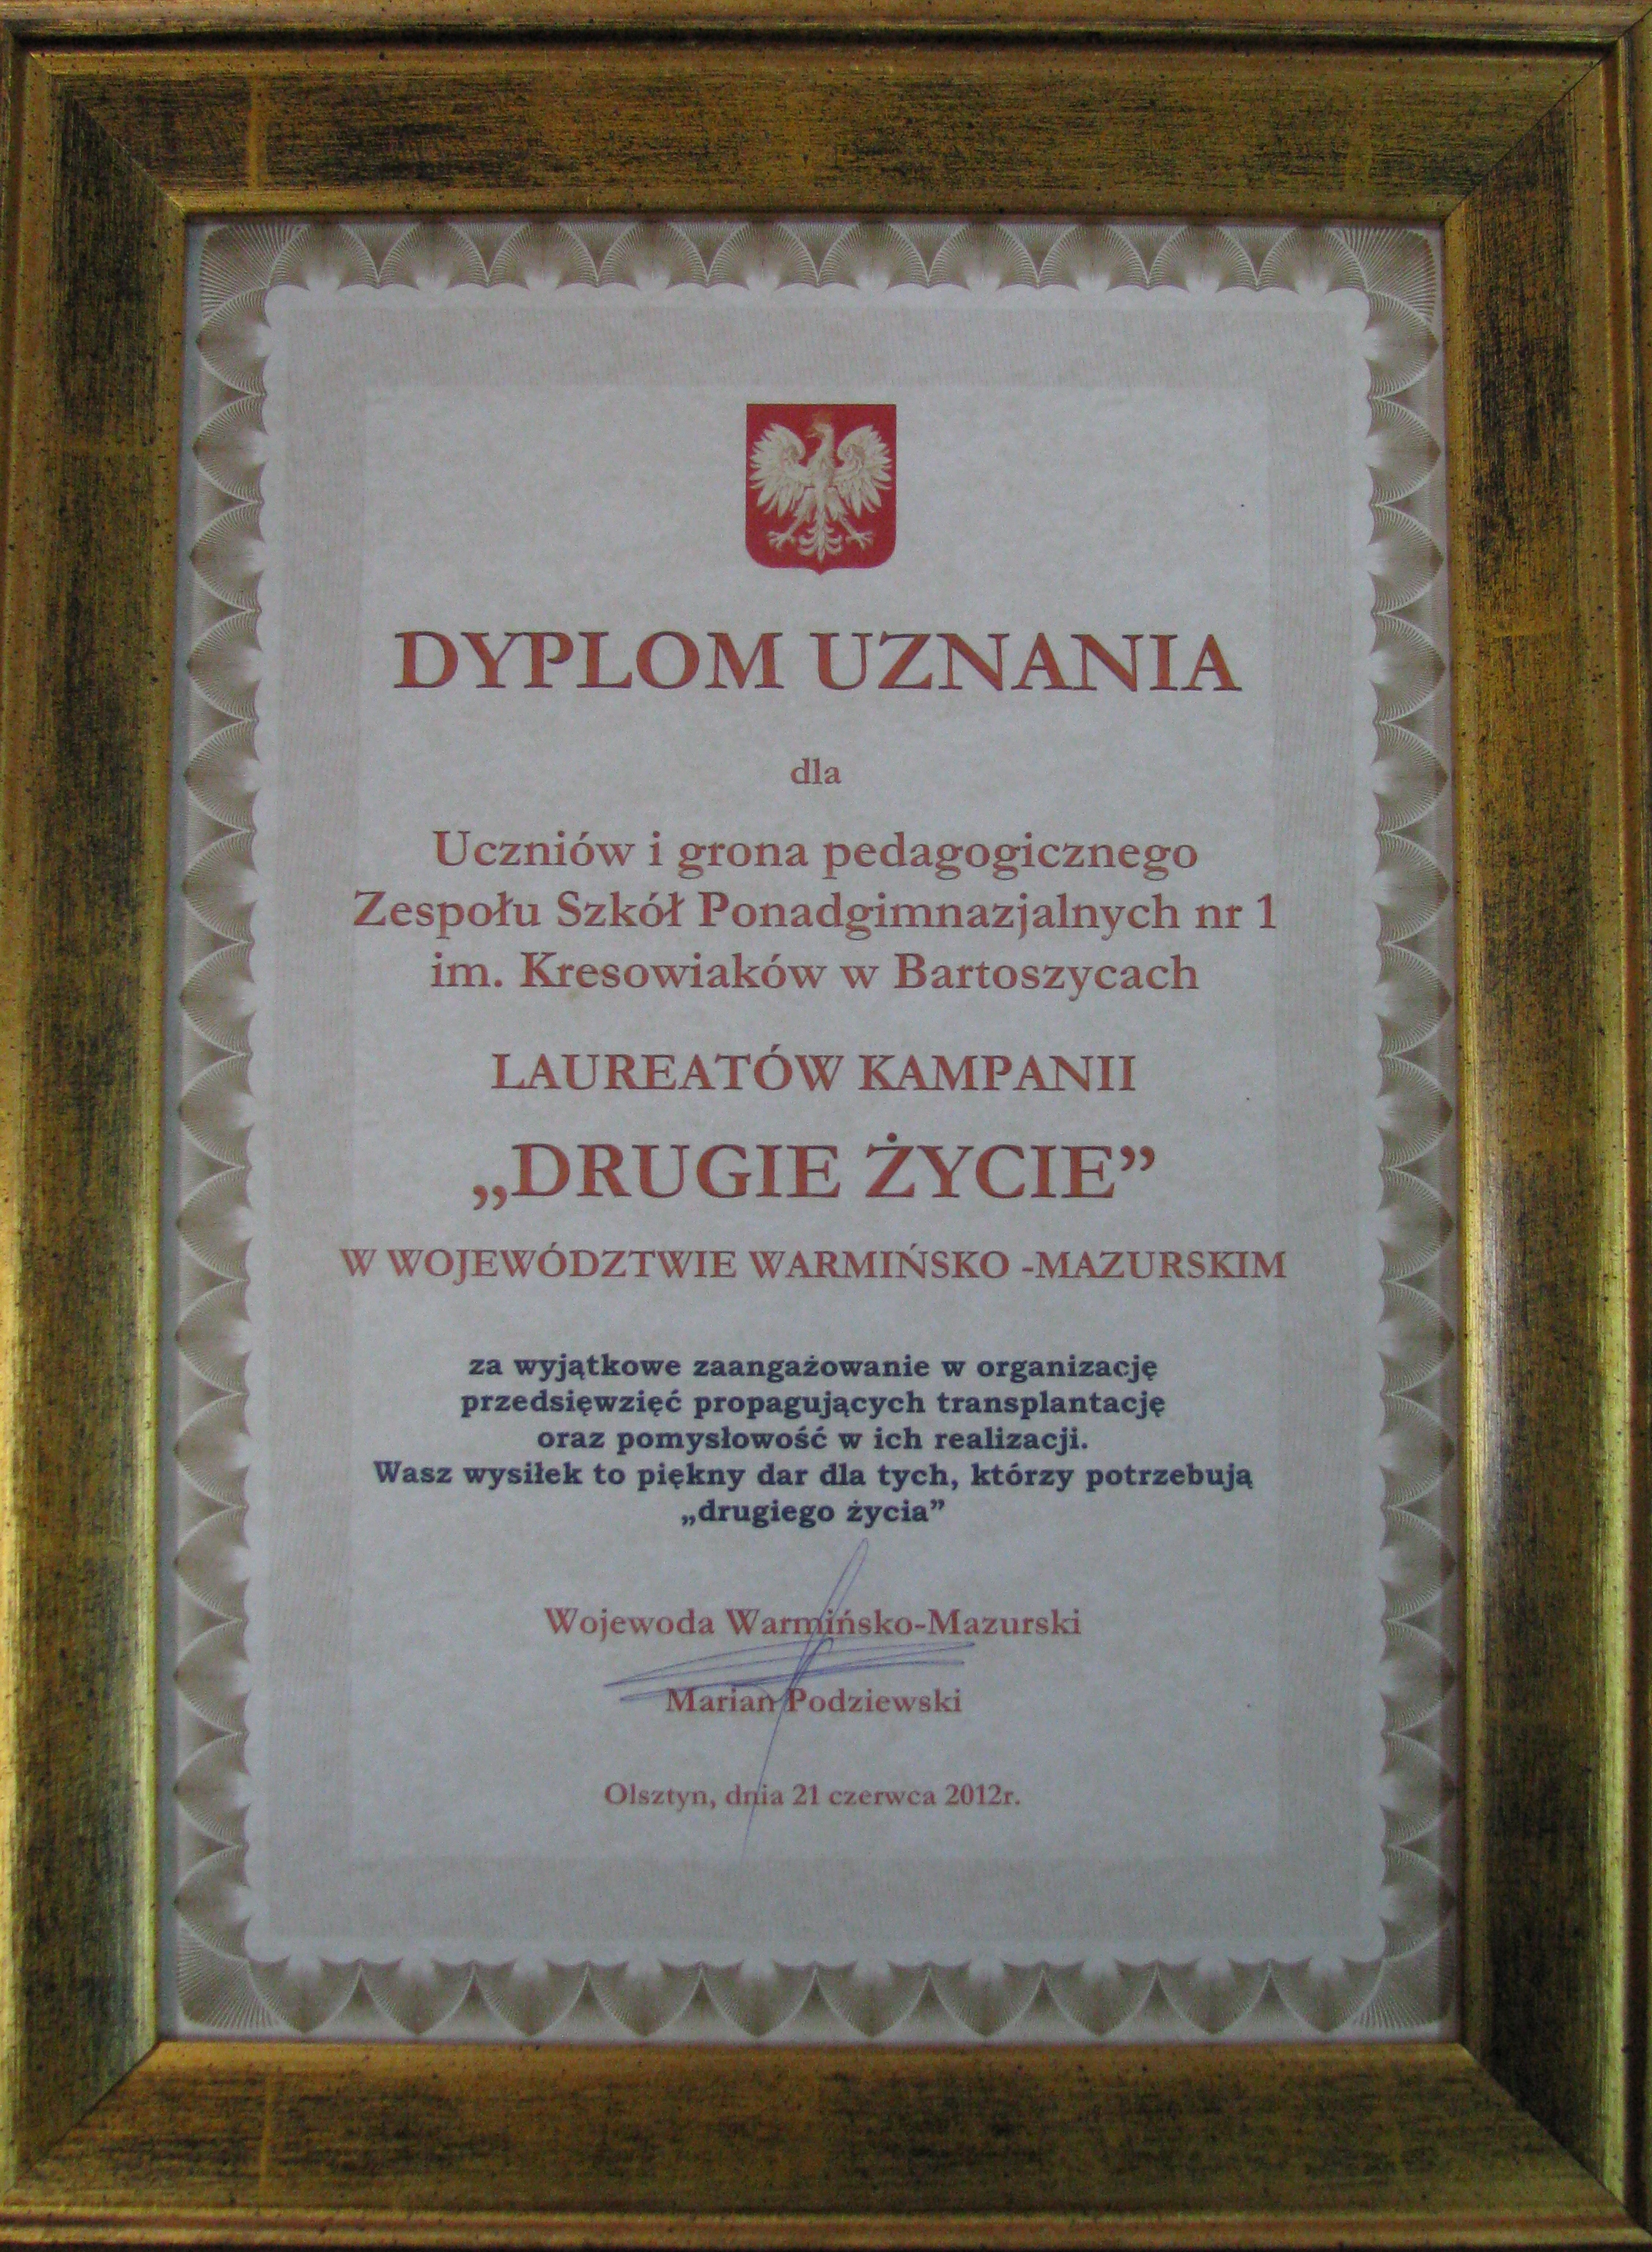 DYPLOM UZNANIA
dla
Uczniów i grona pedagogicznego
Zespołu Szkół Ponadgimnazjalnych nr 1
im. Kresowiaków w Bartoszycach
LAUREATÓW KAMPANII
„DRUGIE ŻYCIE”
W WOJEWÓDZTWIE WARMIŃSKO -MAZURSKIM
za wyjątkowe zaangażowanie w organizację
przedsięwzięć propagujących transplantację
oraz pomysłowość w ich realizacji.
Wasz wysiłek to piękny dar dla tych, którzy potrzebują
„drugiego życia”
Wojewoda Warmińsko-Mazurski
Marian Podziewski
Olsztyn, dnia 21 czerwca 2012r.